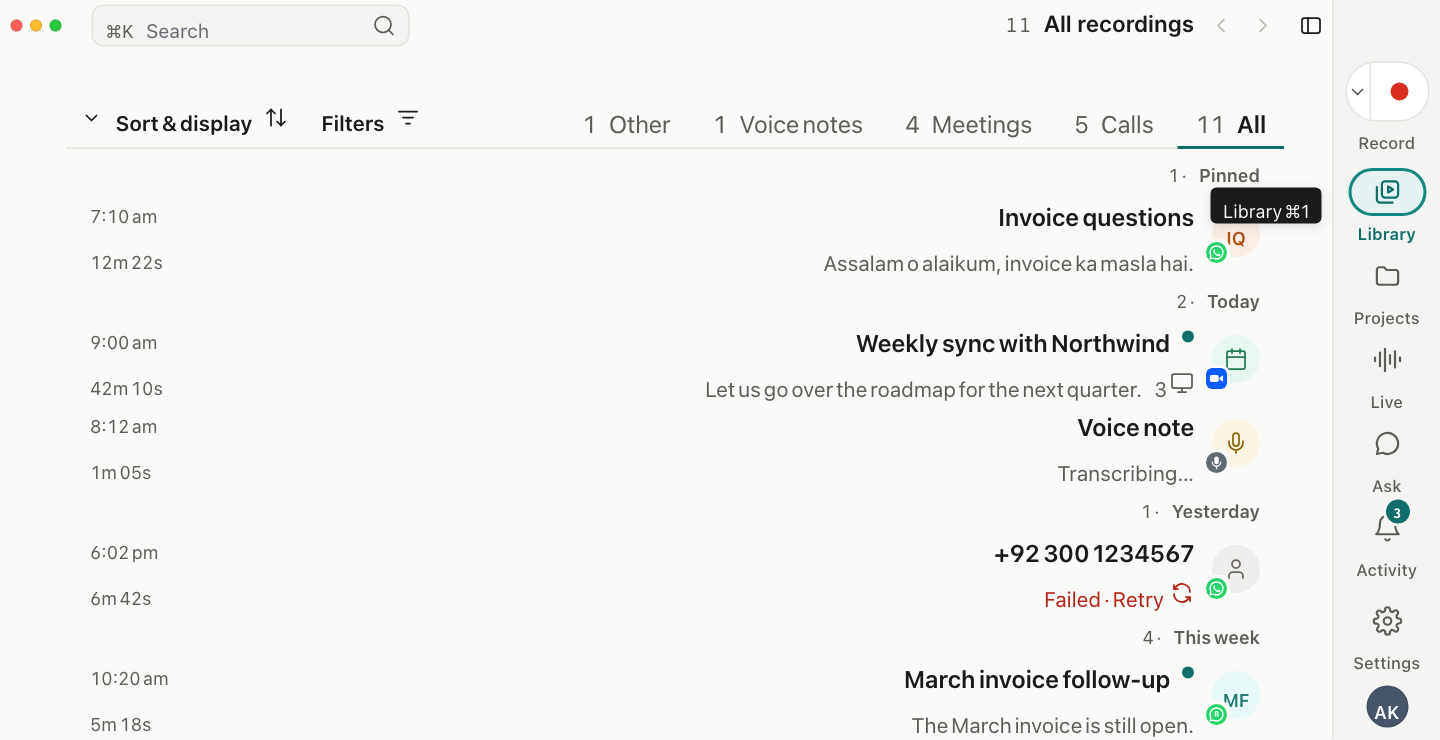 ⌘K Search
11 All recordings
Sort & display
Filters
1 Other
1 Voice notes
4 Meetings
5 Calls
11 All
1 · Pinned
7:10 am
Invoice questions
IQ
12m 22s
Assalam o alaikum, invoice ka masla hai.
2 · Today
9:00 am
Weekly sync with Northwind
42m 10s
Let us go over the roadmap for the next quarter. 3
8:12 am
Voice note
1m 05s
Transcribing...
1 · Yesterday
6:02 pm
+92 300 1234567
6m 42s
Failed · Retry
4 · This week
10:20 am
March invoice follow-up
MF
5m 18s
The March invoice is still open.
Record
Library ⌘1
Library
Projects
Live
Ask
3
Activity
Settings
AK